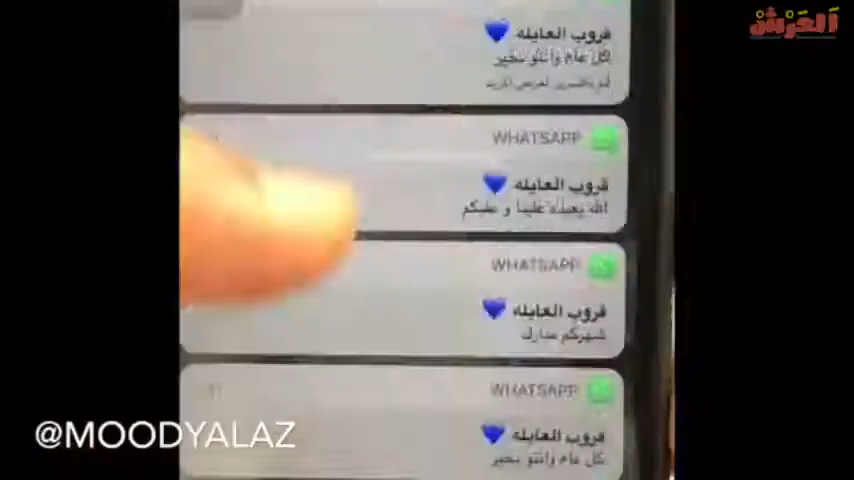 العرش
قروب العايله 💙
كل عام وانتو بخير
WHATSAPP
قروب العايله 💙
الله يعيده علينا و عليكم
WHATSAPP
قروب العايله 💙
شهركم مبارك
WHATSAPP
قروب العايله 💙
كل عام وانتو بخير
@MOODYALAZ